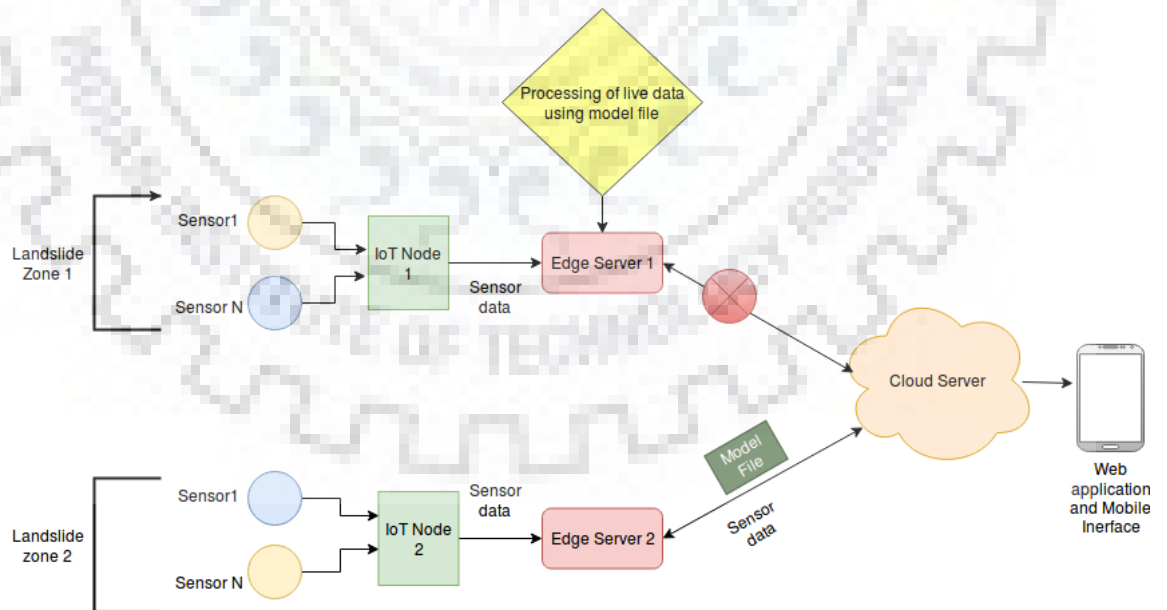 Processing of live data
using model file
Landslide
Zone 1
Sensor1
Sensor N
IoT Node
1
Sensor
data
Edge Server 1
Cloud Server
Web
application
and Mobile
Inerface
Model
File
Sensor
data
Landslide
zone 2
Sensor1
Sensor N
IoT Node
2
Sensor
data
Edge Server 2